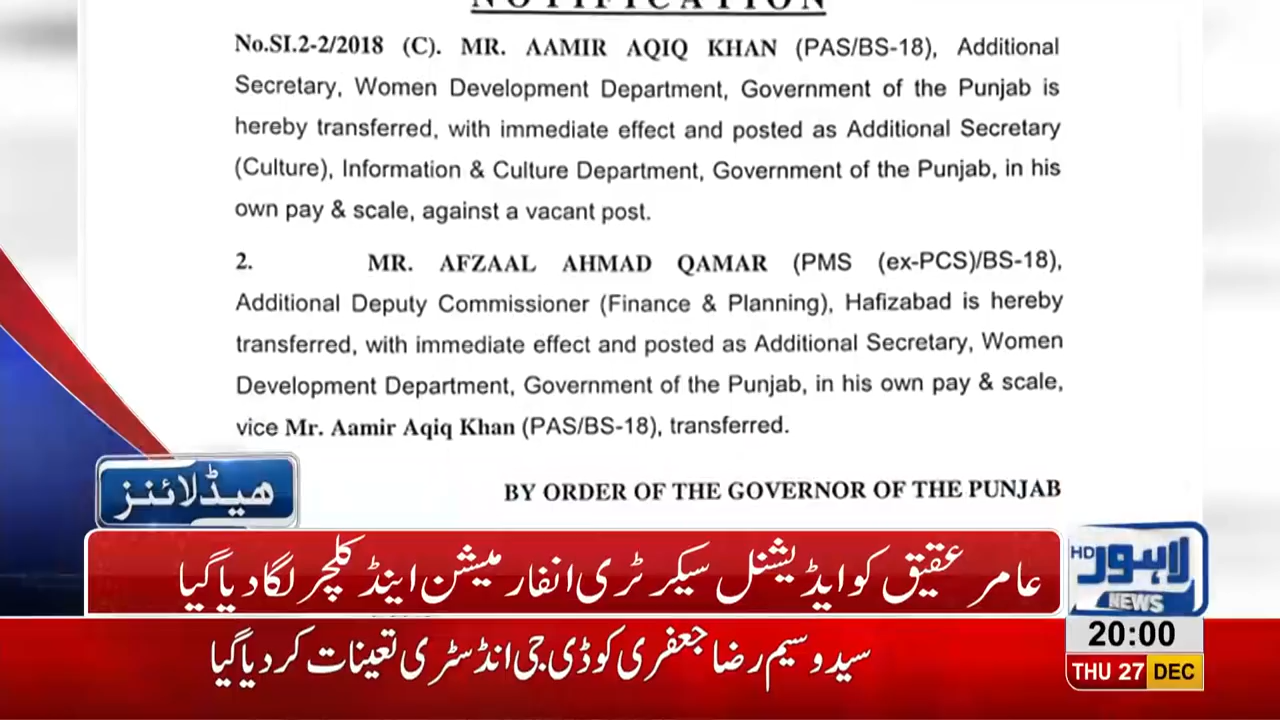 NOTIFICATION
No.SI.2-2/2018 (C). MR. AAMIR AQIQ KHAN (PAS/BS-18), Additional
Secretary, Women Development Department, Government of the Punjab is
hereby transferred, with immediate effect and posted as Additional Secretary
(Culture), Information & Culture Department, Government of the Punjab, in his
own pay & scale, against a vacant post.
2. MR. AFZAAL AHMAD QAMAR (PMS (ex-PCS)/BS-18),
Additional Deputy Commissioner (Finance & Planning), Hafizabad is hereby
transferred, with immediate effect and posted as Additional Secretary, Women
Development Department, Government of the Punjab, in his own pay & scale,
vice Mr. Aamir Aqiq Khan (PAS/BS-18), transferred.
BY ORDER OF THE GOVERNOR OF THE PUNJAB
ہیڈلائنز
عامر عقیق کو ایڈیشنل سیکرٹری انفارمیشن اینڈ کلچر لگا دیا گیا
لاہور HD
NEWS
سید وسیم رضا جعفری کو ڈی جی انڈسٹری تعینات کر دیا گیا
20:00
THU 27 DEC